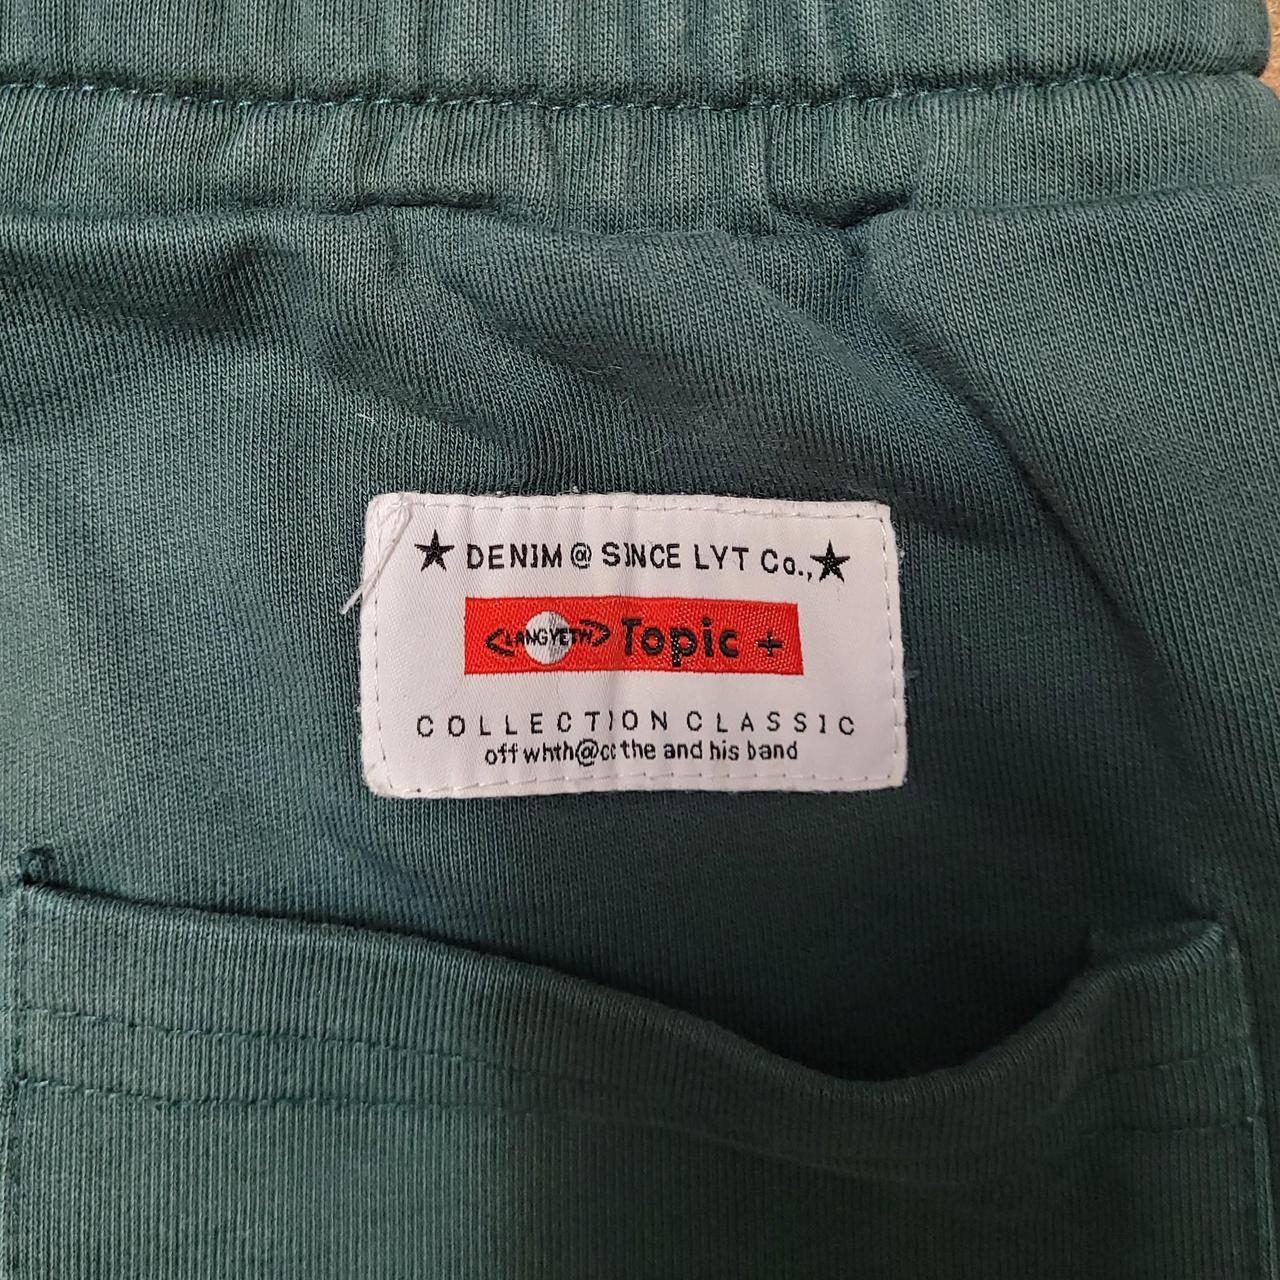 ★ DENIM @ SINCE LYT Co.,★
LANGYETH Topic +
COLLECTION CLASSIC
off whth@cc the and his band